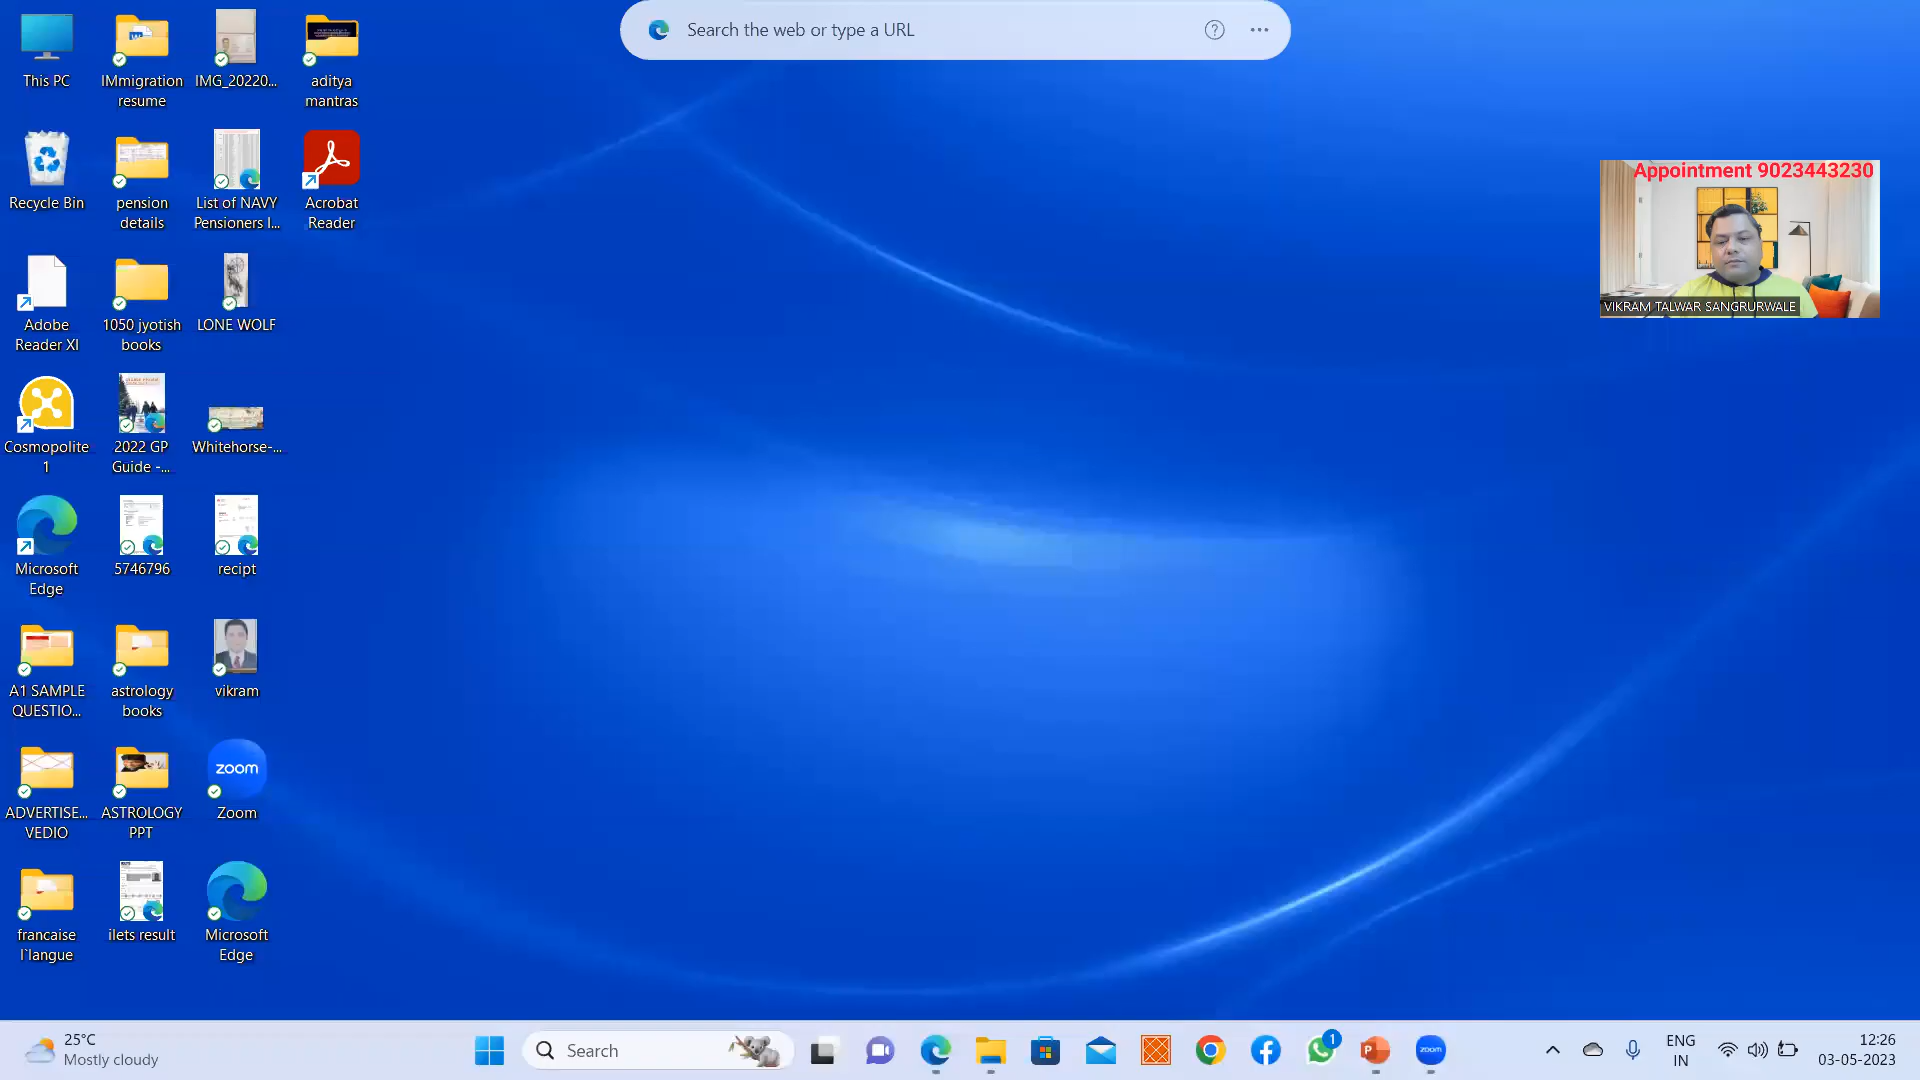 Search the web or type a URL
This PC
IMmigration
resume
IMG_20220...
aditya
mantras
Recycle Bin
pension
details
List of NAVY
Pensioners I...
Acrobat
Reader
Adobe
Reader XI
1050 jyotish
books
LONE WOLF
Cosmopolite
1
2022 GP
Guide -...
Whitehorse-...
Microsoft
Edge
5746796
recipt
A1 SAMPLE
QUESTIO...
astrology
books
vikram
ADVERTISE...
VEDIO
ASTROLOGY
PPT
zoom
Zoom
francaise
l`langue
ilets result
Microsoft
Edge
Appointment 9023443230
VIKRAM TALWAR SANGRURWALE
25°C
Mostly cloudy
Search
1
zoom
ENG
IN
12:26
03-05-2023